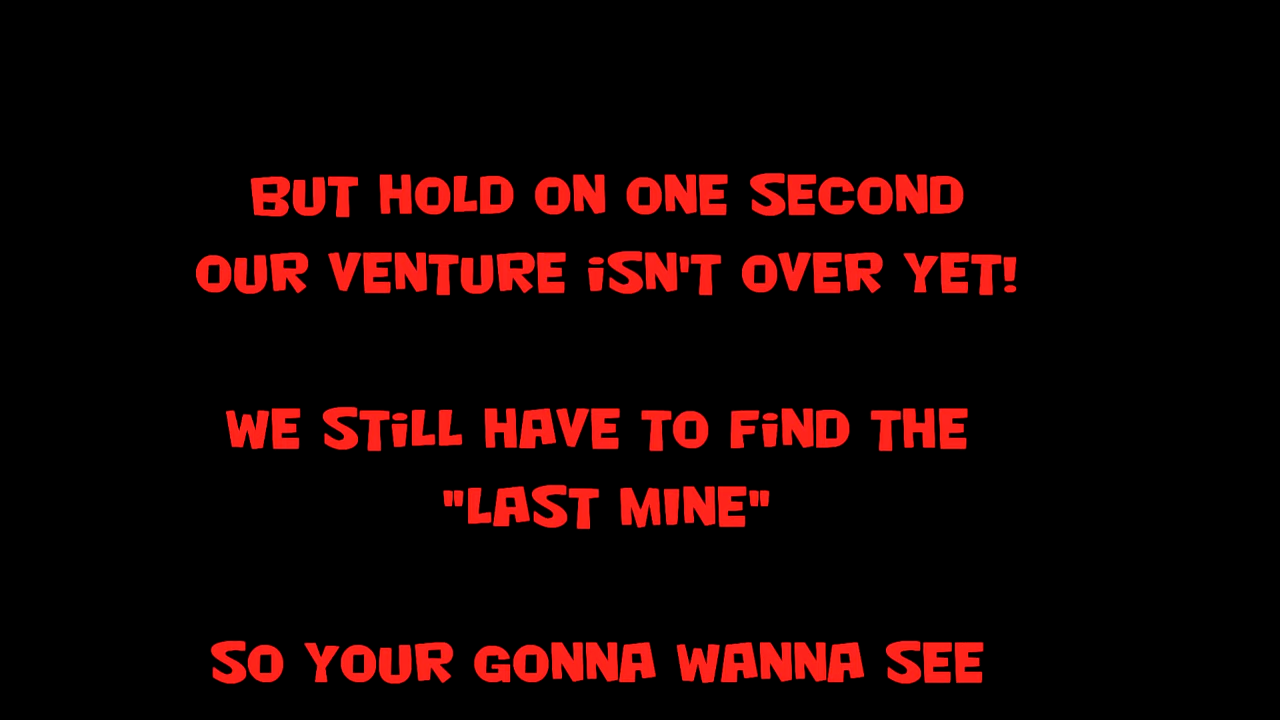 BUT HOLD ON ONE SECOND
OUR VENTURE iSN'T OVER YET!
WE STiLL HAVE TO FiND THE
"LAST MINE"
SO YOUR GONNA WANNA SEE